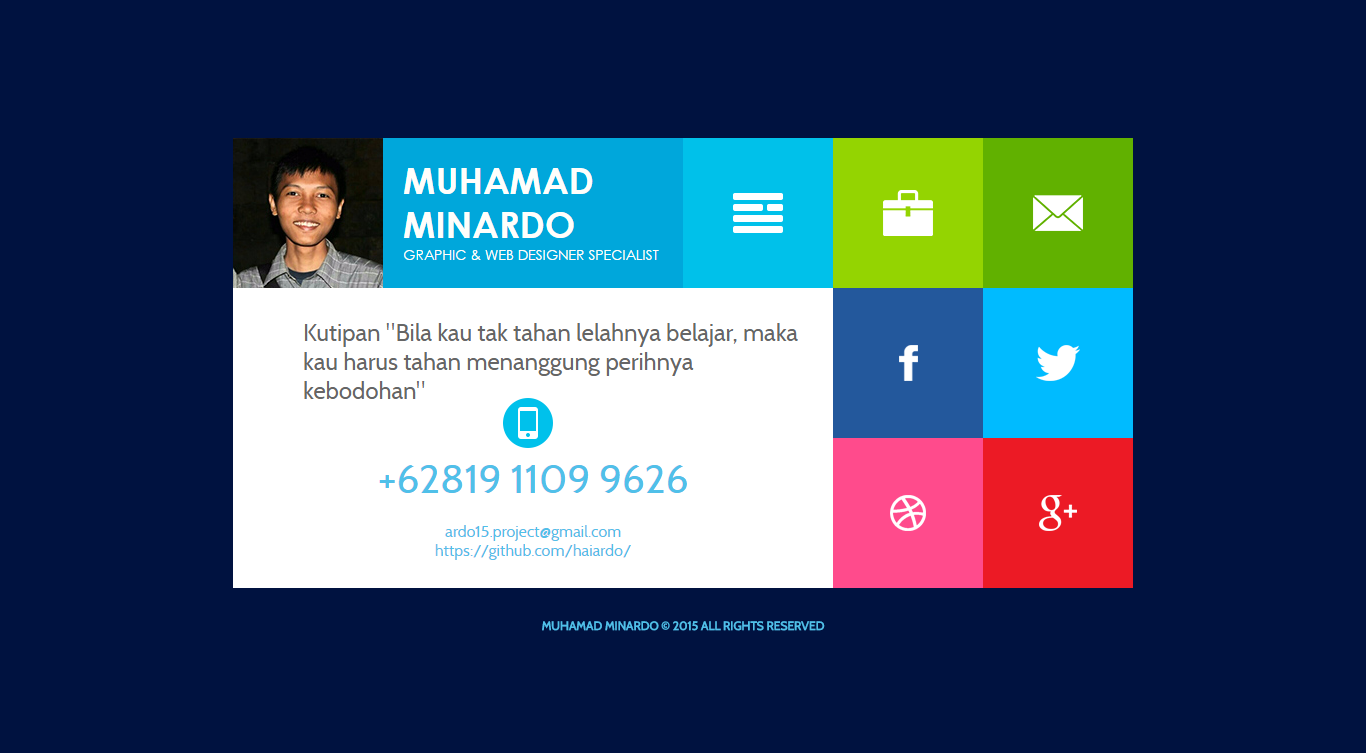 MUHAMAD
MINARDO
GRAPHIC & WEB DESIGNER SPECIALIST
Kutipan "Bila kau tak tahan lelahnya belajar, maka
kau harus tahan menanggung perihnya
kebodohan"
+62819 1109 9626
ardo15.project@gmail.com
https://github.com/haiardo/
f
g+
MUHAMAD MINARDO © 2015 ALL RIGHTS RESERVED